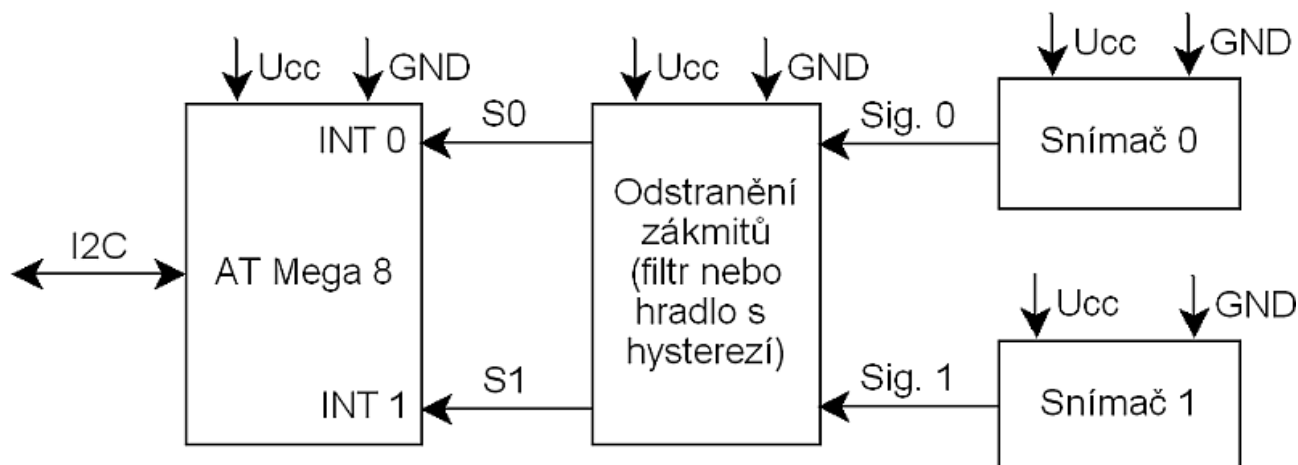 Ucc
GND
Ucc
GND
Ucc
GND
INT 0
S0
Sig. 0
Snímač 0
I2C
AT Mega 8
Odstranění
zákmitů
(filtr nebo
hradlo s
hysterezí)
Ucc
GND
INT 1
S1
Sig. 1
Snímač 1